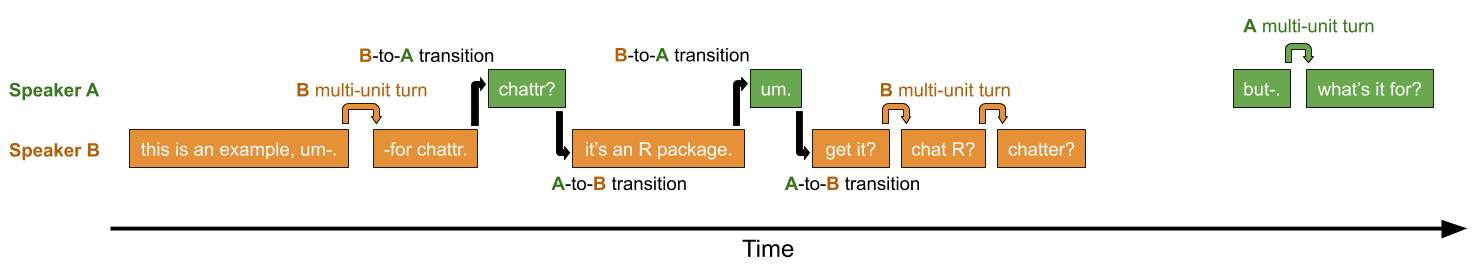 A multi-unit turn
B-to-A transition
B-to-A transition
Speaker A
B multi-unit turn
chattr?
um.
B multi-unit turn
but-.
what's it for?
Speaker B
this is an example, um-.
-for chattr.
it's an R package.
get it?
chat R?
chatter?
A-to-B transition
A-to-B transition
Time